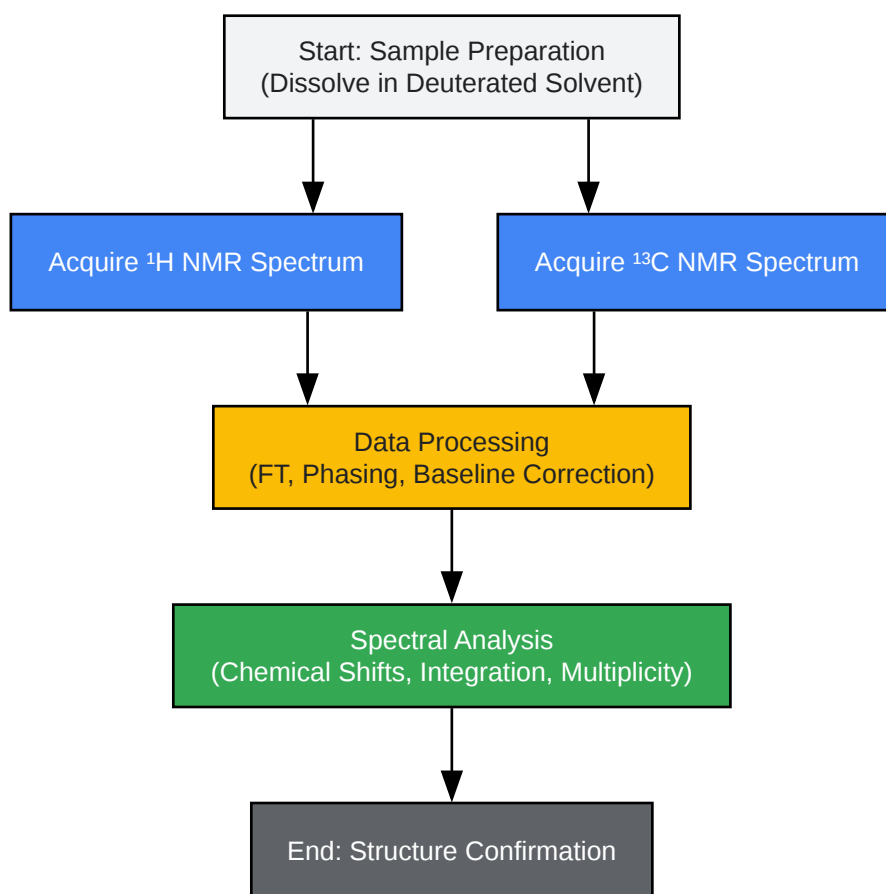 Start: Sample Preparation
(Dissolve in Deuterated Solvent)
Acquire ¹H NMR Spectrum
Acquire ¹³C NMR Spectrum
Data Processing
(FT, Phasing, Baseline Correction)
Spectral Analysis
(Chemical Shifts, Integration, Multiplicity)
End: Structure Confirmation